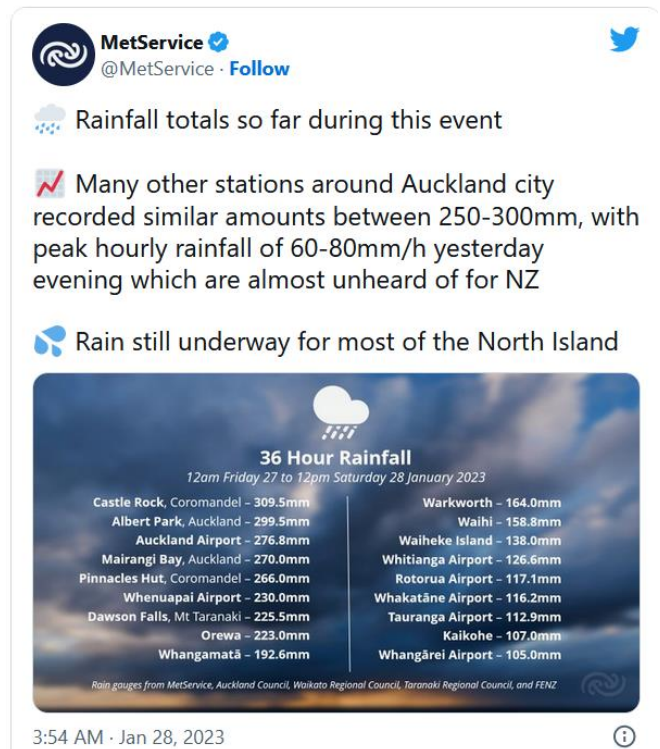 MetService
@MetService · Follow
Rainfall totals so far during this event
Many other stations around Auckland city
recorded similar amounts between 250-300mm, with
peak hourly rainfall of 60-80mm/h yesterday
evening which are almost unheard of for NZ
Rain still underway for most of the North Island
36 Hour Rainfall
12am Friday 27 to 12pm Saturday 28 January 2023
Castle Rock, Coromandel – 309.5mm
Albert Park, Auckland – 299.5mm
Auckland Airport – 276.8mm
Mairangi Bay, Auckland – 270.0mm
Pinnacles Hut, Coromandel – 266.0mm
Whenuapai Airport – 230.0mm
Dawson Falls, Mt Taranaki – 225.5mm
Orewa – 223.0mm
Whangamatā – 192.6mm
Warkworth – 164.0mm
Waihi – 158.8mm
Waiheke Island – 138.0mm
Whitianga Airport – 126.6mm
Rotorua Airport – 117.1mm
Whakatāne Airport – 116.2mm
Tauranga Airport – 112.9mm
Kaikohe – 107.0mm
Whangārei Airport – 105.0mm
Rain gauges from MetService, Auckland Council, Waikato Regional Council, Taranaki Regional Council, and FENZ
3:54 AM · Jan 28, 2023